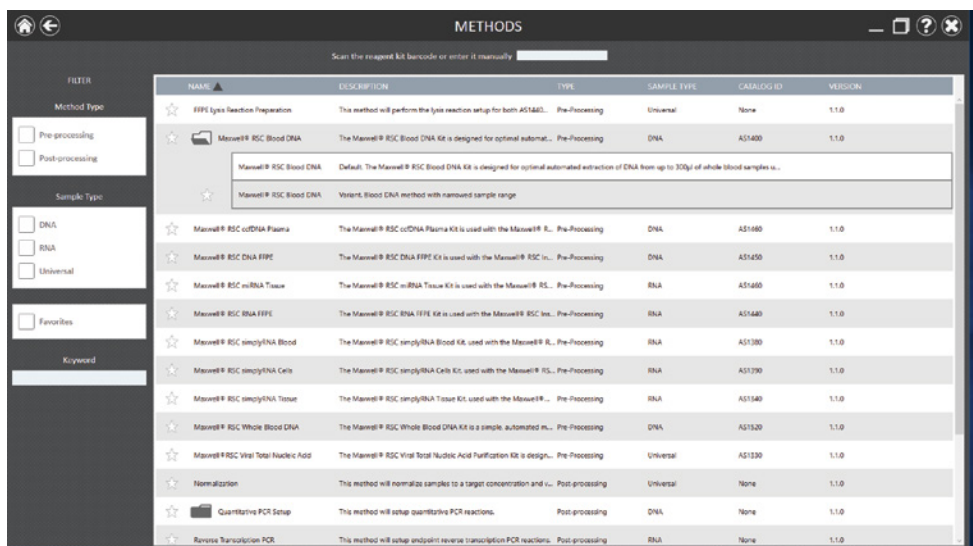 METHODS
Scan the reagent kit barcode or enter it manually
FILTER
Method Type
Pre-processing
Post-processing
Sample Type
DNA
RNA
Universal
Favorites
Keyword
NAME DESCRIPTION TYPE SAMPLE TYPE CATALOG ID VERSION
FFPE Lysis Reaction Preparation This method will perform the lysis reaction setup for both AS1440... Pre-Processing Universal None 1.1.0
Maxwell® RSC Blood DNA The Maxwell® RSC Blood DNA Kit is designed for optimal automat... Pre-Processing DNA AS1400 1.1.0
Maxwell® RSC Blood DNA Default. The Maxwell® RSC Blood DNA Kit is designed for optimal automated extraction of DNA from up to 300µl of whole blood samples u...
Maxwell® RSC Blood DNA Variant. Blood DNA method with narrowed sample range
Maxwell® RSC ccfDNA Plasma The Maxwell® RSC ccfDNA Plasma Kit is used with the Maxwell® R... Pre-Processing DNA AS1460 1.1.0
Maxwell® RSC DNA FFPE The Maxwell® RSC DNA FFPE Kit is used with the Maxwell® RSC In... Pre-Processing DNA AS1450 1.1.0
Maxwell® RSC miRNA Tissue The Maxwell® RSC miRNA Tissue Kit is used with the Maxwell® RS... Pre-Processing RNA AS1460 1.1.0
Maxwell® RSC RNA FFPE The Maxwell® RSC RNA FFPE Kit is used with the Maxwell® RSC Ins... Pre-Processing RNA AS1440 1.1.0
Maxwell® RSC simplyRNA Blood The Maxwell® RSC simplyRNA Blood Kit, used with the Maxwell® R... Pre-Processing RNA AS1380 1.1.0
Maxwell® RSC simplyRNA Cells The Maxwell® RSC simplyRNA Cells Kit, used with the Maxwell® RS... Pre-Processing RNA AS1390 1.1.0
Maxwell® RSC simplyRNA Tissue The Maxwell® RSC simplyRNA Tissue Kit, used with the Maxwell®... Pre-Processing RNA AS1340 1.1.0
Maxwell® RSC Whole Blood DNA The Maxwell® RSC Whole Blood DNA Kit is a simple, automated m... Pre-Processing DNA AS1520 1.1.0
Maxwell® RSC Viral Total Nucleic Acid The Maxwell® RSC Viral Total Nucleic Acid Purification Kit is design... Pre-Processing Universal AS1330 1.1.0
Normalization This method will normalize samples to a target concentration and v... Post-processing Universal None 1.1.0
Quantitative PCR Setup This method will setup quantitative PCR reactions. Post-processing DNA None 1.1.0
Reverse Transcription PCR This method will setup endpoint reverse transcription PCR reactions. Post-processing RNA None 1.1.0